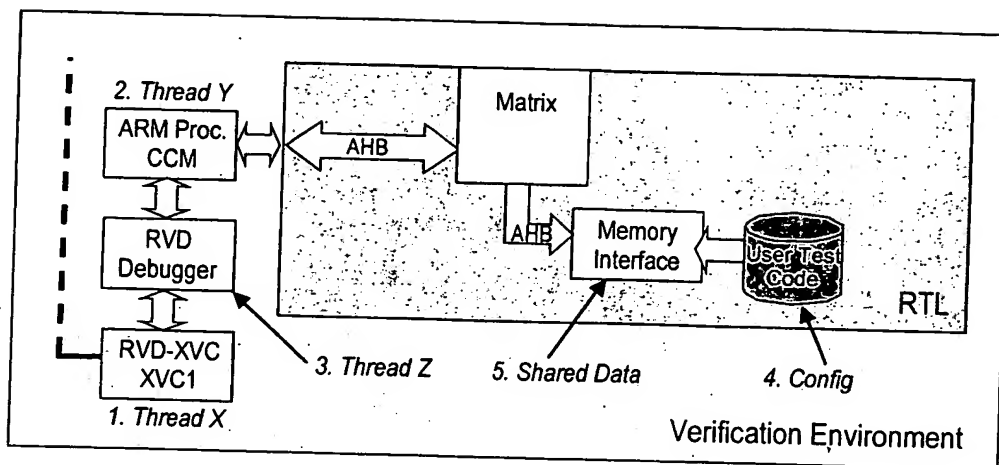 2. Thread Y
ARM Proc.
CCM
AHB
Matrix
RVD
Debugger
AHB
Memory
Interface
User Test
Code
RTL
RVD-XVC
XVC1
3. Thread Z
5. Shared Data
4. Config
1. Thread X
Verification Environment